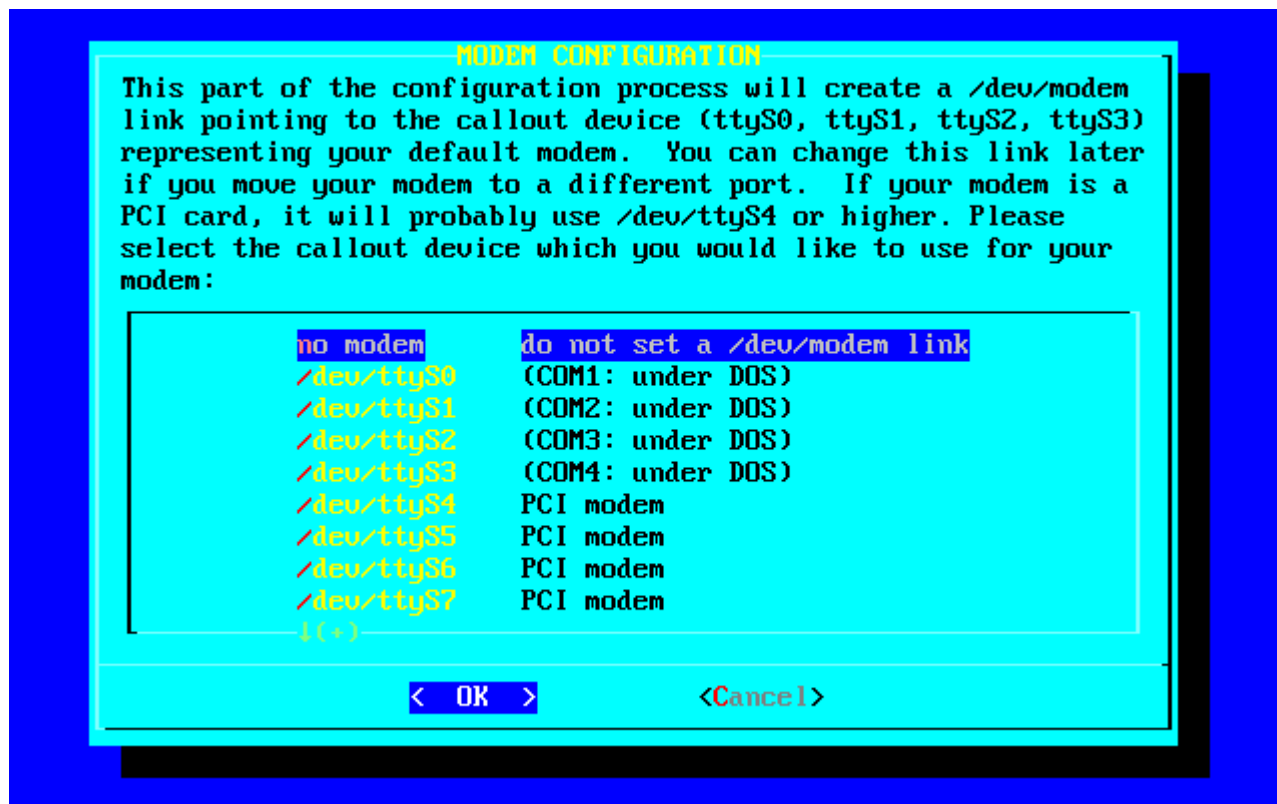 MODEM CONFIGURATION
This part of the configuration process will create a /dev/modem
link pointing to the callout device (ttyS0, ttyS1, ttyS2, ttyS3)
representing your default modem.  You can change this link later
if you move your modem to a different port.  If your modem is a
PCI card, it will probably use /dev/ttyS4 or higher. Please
select the callout device which you would like to use for your
modem:
no modem do not set a /dev/modem link
/dev/ttyS0 (COM1: under DOS)
/dev/ttyS1 (COM2: under DOS)
/dev/ttyS2 (COM3: under DOS)
/dev/ttyS3 (COM4: under DOS)
/dev/ttyS4 PCI modem
/dev/ttyS5 PCI modem
/dev/ttyS6 PCI modem
/dev/ttyS7 PCI modem
↓(+)
< OK > <Cancel>